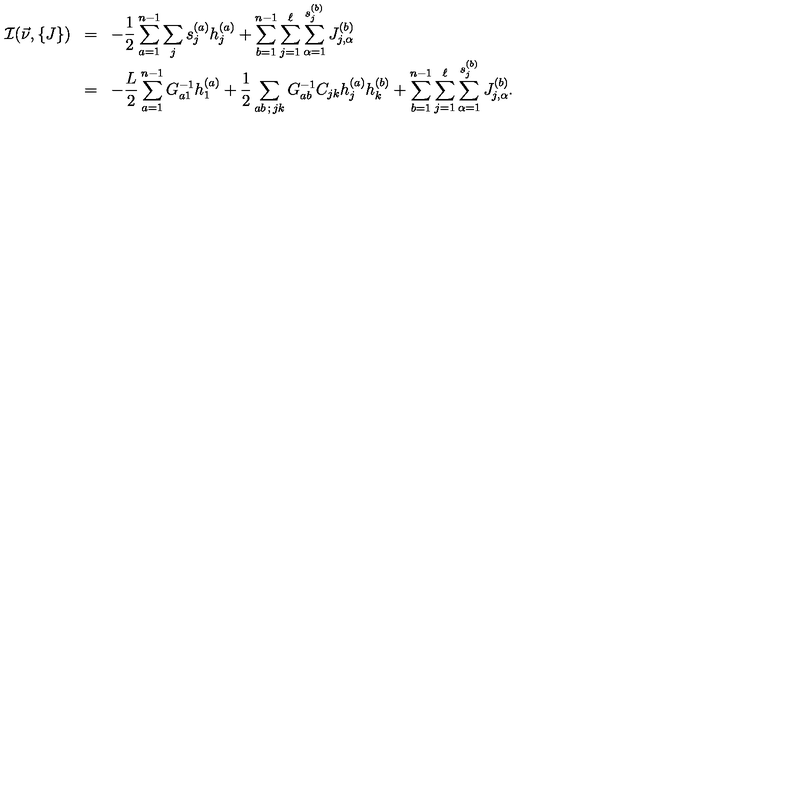 \mathcal{I}(\vec{\nu}, \{J\}) = -\frac{1}{2} \sum_{a=1}^{n-1} \sum_{j} s_j^{(a)} h_j^{(a)} + \sum_{b=1}^{n-1} \sum_{j=1}^{\ell} \sum_{\alpha=1}^{s_j^{(b)}} J_{j,\alpha}^{(b)}
= -\frac{L}{2} \sum_{a=1}^{n-1} G_{a1}^{-1} h_1^{(a)} + \frac{1}{2} \sum_{ab\,;\,jk} G_{ab}^{-1} C_{jk} h_j^{(a)} h_k^{(b)} + \sum_{b=1}^{n-1} \sum_{j=1}^{\ell} \sum_{\alpha=1}^{s_j^{(b)}} J_{j,\alpha}^{(b)}.